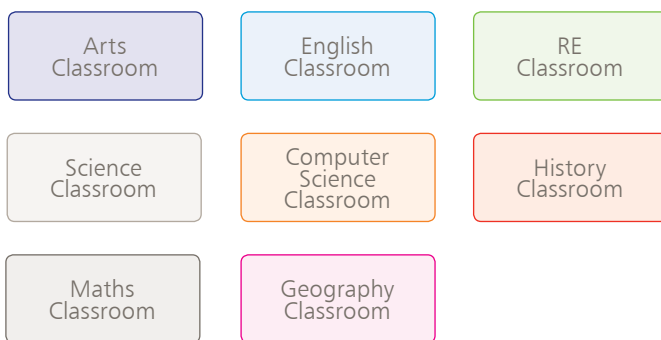 Arts
Classroom
English
Classroom
RE
Classroom
Science
Classroom
Computer
Science
Classroom
History
Classroom
Maths
Classroom
Geography
Classroom